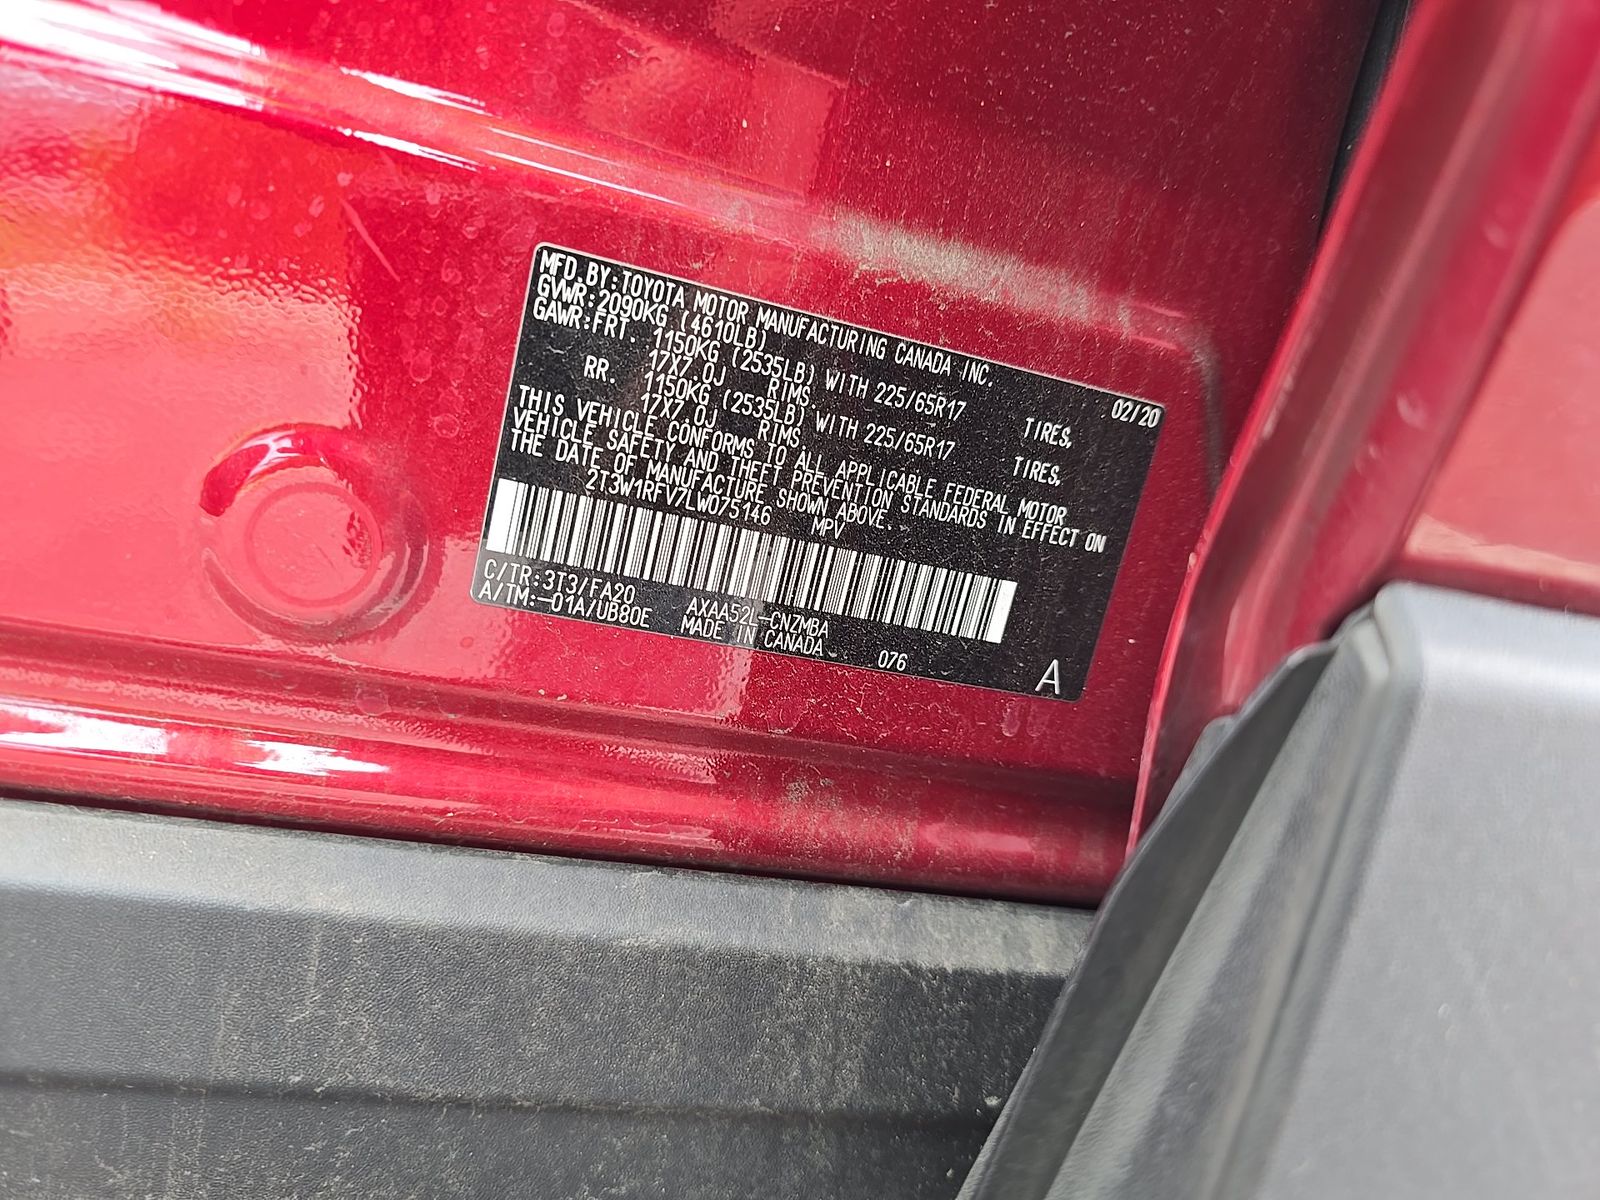 MFD.BY:TOYOTA MOTOR MANUFACTURING CANADA INC. 02/20
GVWR:2090KG (4610LB)
GAWR:FRT. 1150KG (2535LB) WITH 225/65R17 TIRES,
17X7.0J RIMS
RR. 1150KG (2535LB) WITH 225/65R17 TIRES,
17X7.0J RIMS
THIS VEHICLE CONFORMS TO ALL APPLICABLE FEDERAL MOTOR
VEHICLE SAFETY AND THEFT PREVENTION STANDARDS IN EFFECT ON
THE DATE OF MANUFACTURE SHOWN ABOVE.
2T3W1RFV7LW075146 MPV
C/TR:3T3/FA20 AXAA52L-CNZMBA
A/TM:-01A/UB80E MADE IN CANADA 076 A